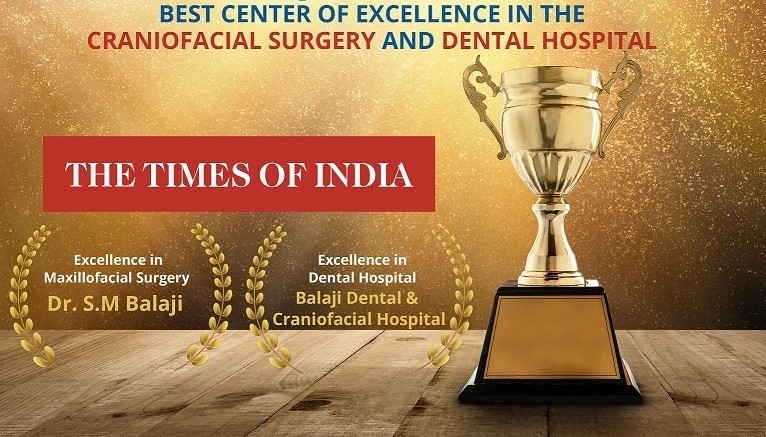 BEST CENTER OF EXCELLENCE IN THE
CRANIOFACIAL SURGERY AND DENTAL HOSPITAL
THE TIMES OF INDIA
Excellence in
Maxillofacial Surgery
Dr. S.M Balaji
Excellence in
Dental Hospital
Balaji Dental &
Craniofacial Hospital